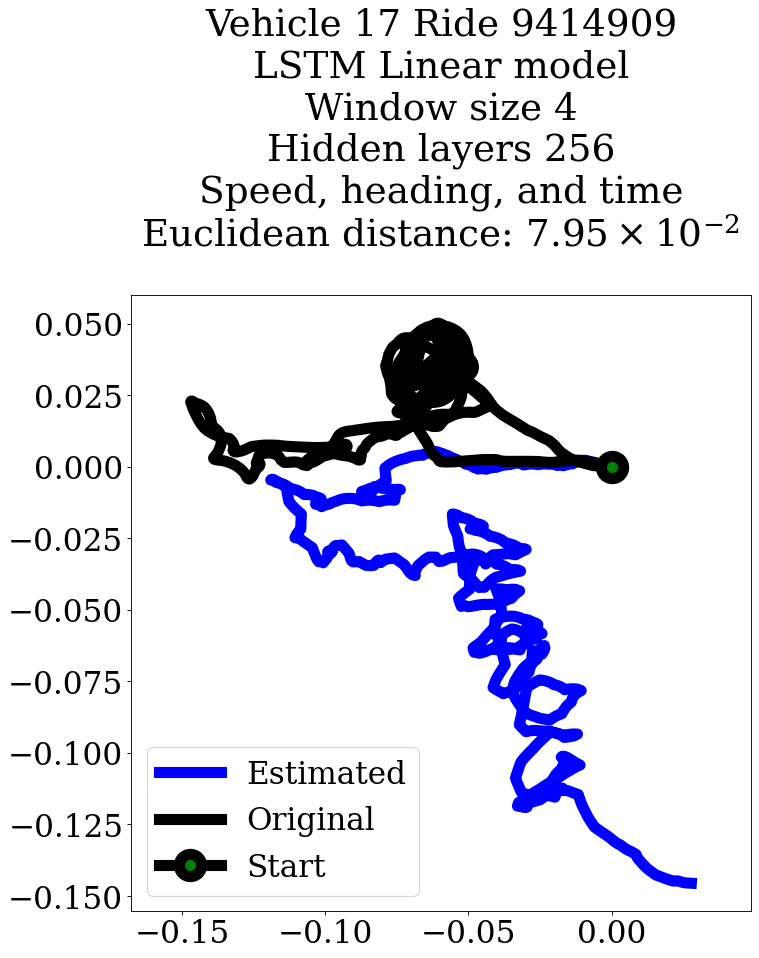 Vehicle 17 Ride 9414909
LSTM Linear model
Window size 4
Hidden layers 256
Speed, heading, and time
Euclidean distance: 7.95 × 10⁻²
0.050
0.025
0.000
−0.025
−0.050
−0.075
−0.100
−0.125
−0.150
Estimated
Original
Start
−0.15 −0.10 −0.05 0.00